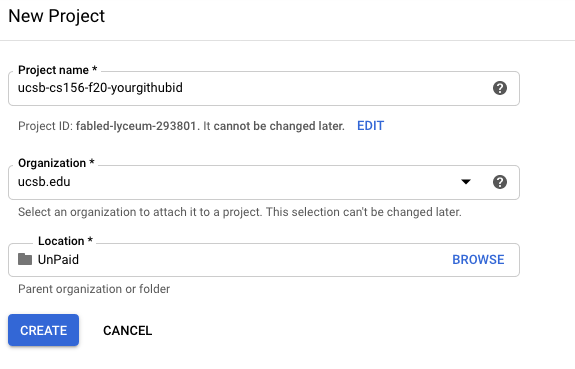 New Project
Project name *
ucsb-cs156-f20-yourgithubid
Project ID: fabled-lyceum-293801. It cannot be changed later. EDIT
Organization *
ucsb.edu
Select an organization to attach it to a project. This selection can't be changed later.
Location *
UnPaid BROWSE
Parent organization or folder
CREATE CANCEL